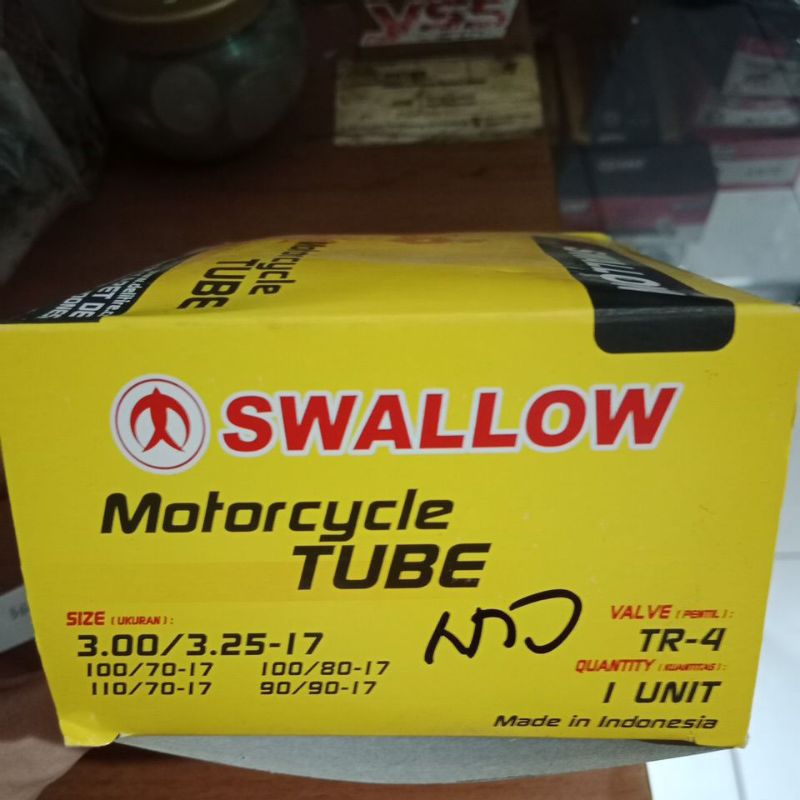 YSS
Motorcycle
TUBE
SWALLOW
Motorcycle
TUBE
SIZE (UKURAN):
3.00/3.25-17
100/70-17 100/80-17
110/70-17 90/90-17
VALVE (PENTIL):
TR-4
QUANTITY (KUANTITAS):
1 UNIT
Made in Indonesia